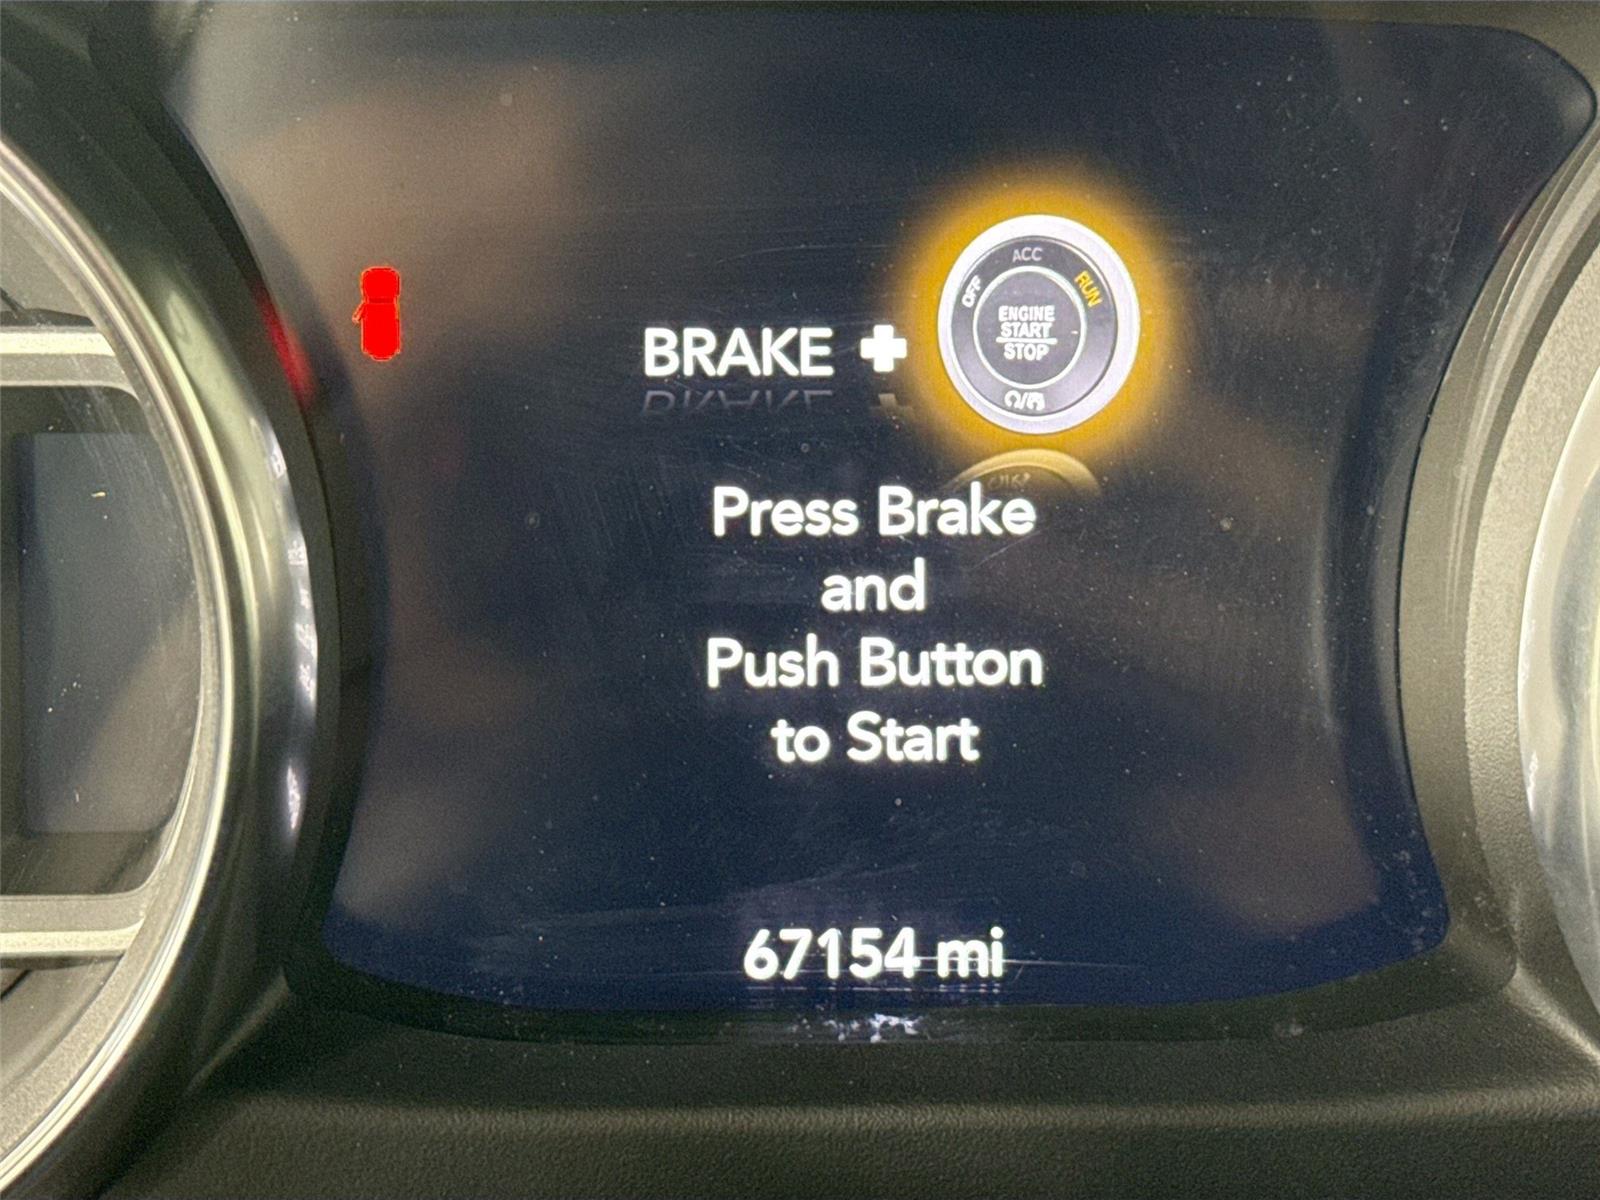 ACC
OFF
RUN
ENGINE
START
STOP
BRAKE +
Press Brake
and
Push Button
to Start
67154 mi